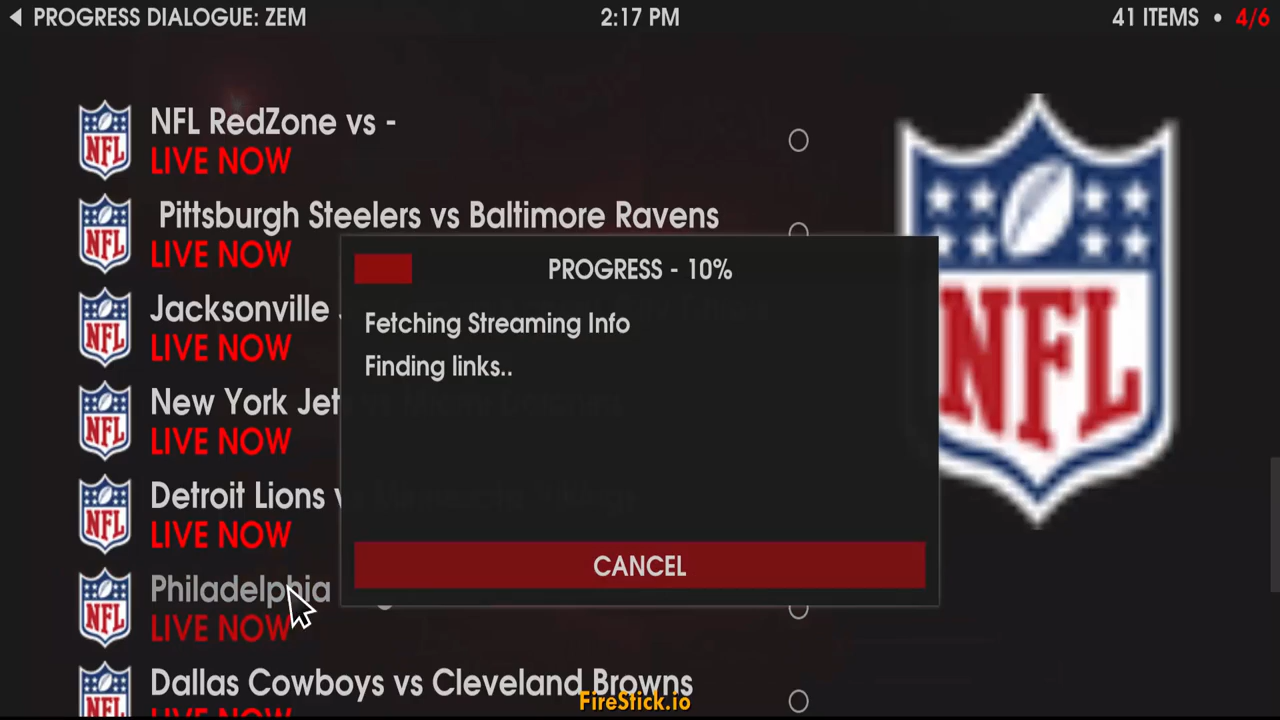 PROGRESS DIALOGUE: ZEM
2:17 PM
41 ITEMS • 4/6
NFL RedZone vs -
LIVE NOW
Pittsburgh Steelers vs Baltimore Ravens
LIVE NOW
Jacksonville
LIVE NOW
New York Jet
LIVE NOW
Detroit Lions v
LIVE NOW
Philadelphia
LIVE NOW
Dallas Cowboys vs Cleveland Browns
LIVE NOW
PROGRESS - 10%
Fetching Streaming Info
Finding links..
CANCEL
NFL
NFL
NFL
NFL
NFL
NFL
NFL
FireStick.io